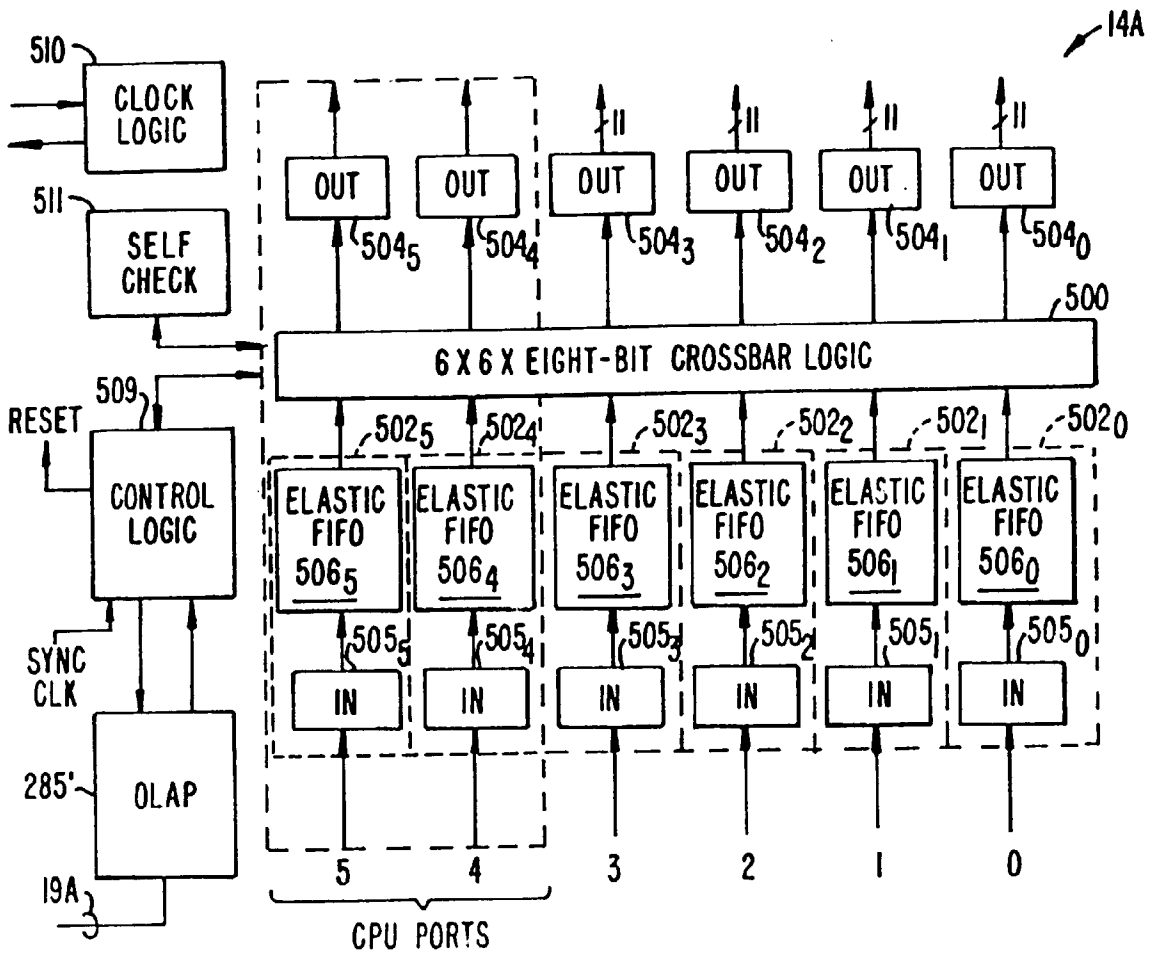 14A
510
CLOCK
LOGIC
11 11 11 11
OUT OUT OUT OUT OUT OUT
504₅ 504₄ 504₃ 504₂ 504₁ 504₀
511
SELF
CHECK
500
6 X 6 X EIGHT-BIT CROSSBAR LOGIC
509
RESET
CONTROL
LOGIC
502₅ 502₄ 502₃ 502₂ 502₁ 502₀
ELASTIC ELASTIC ELASTIC ELASTIC ELASTIC ELASTIC
FIFO FIFO FIFO FIFO FIFO FIFO
506₅ 506₄ 506₃ 506₂ 506₁ 506₀
SYNC
CLK
505₅ 505₄ 505₃ 505₂ 505₁ 505₀
IN IN IN IN IN IN
285'
OLAP
19A
5 4 3 2 1 0
CPU PORTS